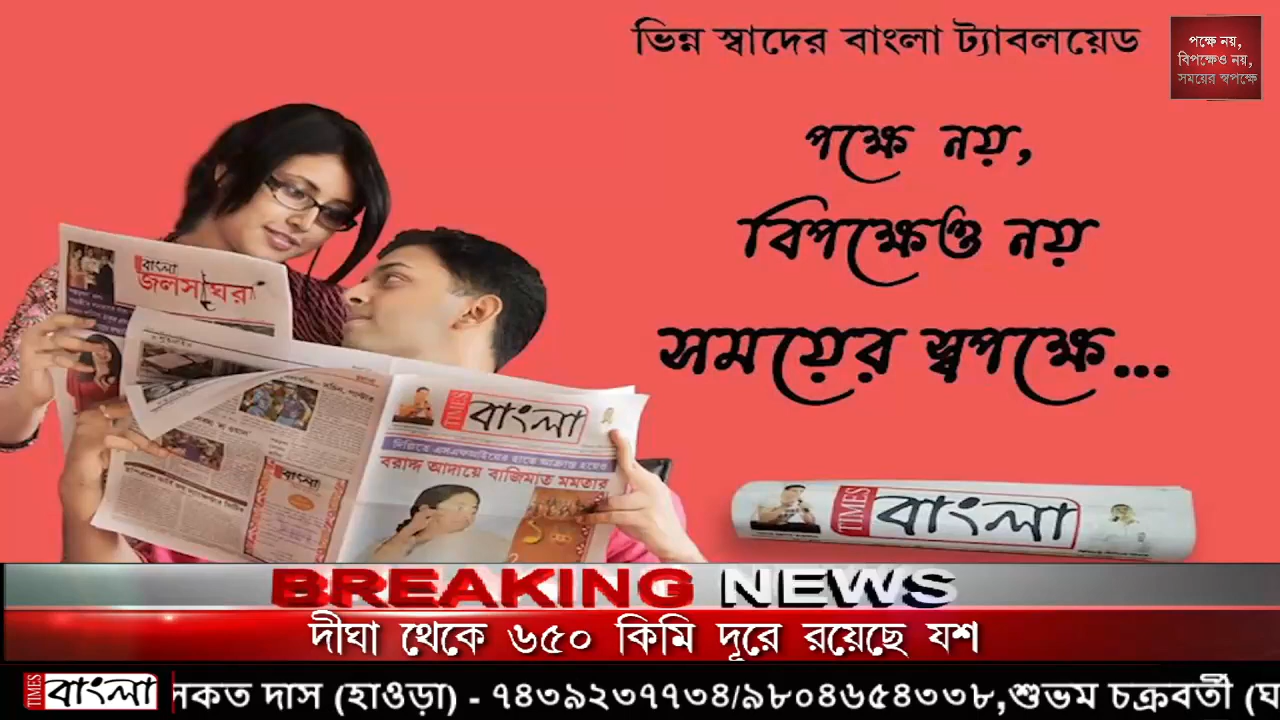 ভিন্ন স্বাদের বাংলা ট্যাবলয়েড
পক্ষে নয়,
বিপক্ষেও নয়,
সময়ের স্বপক্ষে
পক্ষে নয়,
বিপক্ষেও নয়
সময়ের স্বপক্ষে...
বাংলা
জলসাঘর
TIMES বাংলা
বরাদ্দ আদায়ে বাজিমাত মমতার
বাংলা
TIMES বাংলা
BREAKING NEWS
দীঘা থেকে ৬৫০ কিমি দূরে রয়েছে যশ
TIMES বাংলা
সকত দাস (হাওড়া) - ৭৪৩৯২৩৭৭৩৪/৯৮০৪৬৫৪৩৩৮,শুভম চক্রবর্তী (ঘা